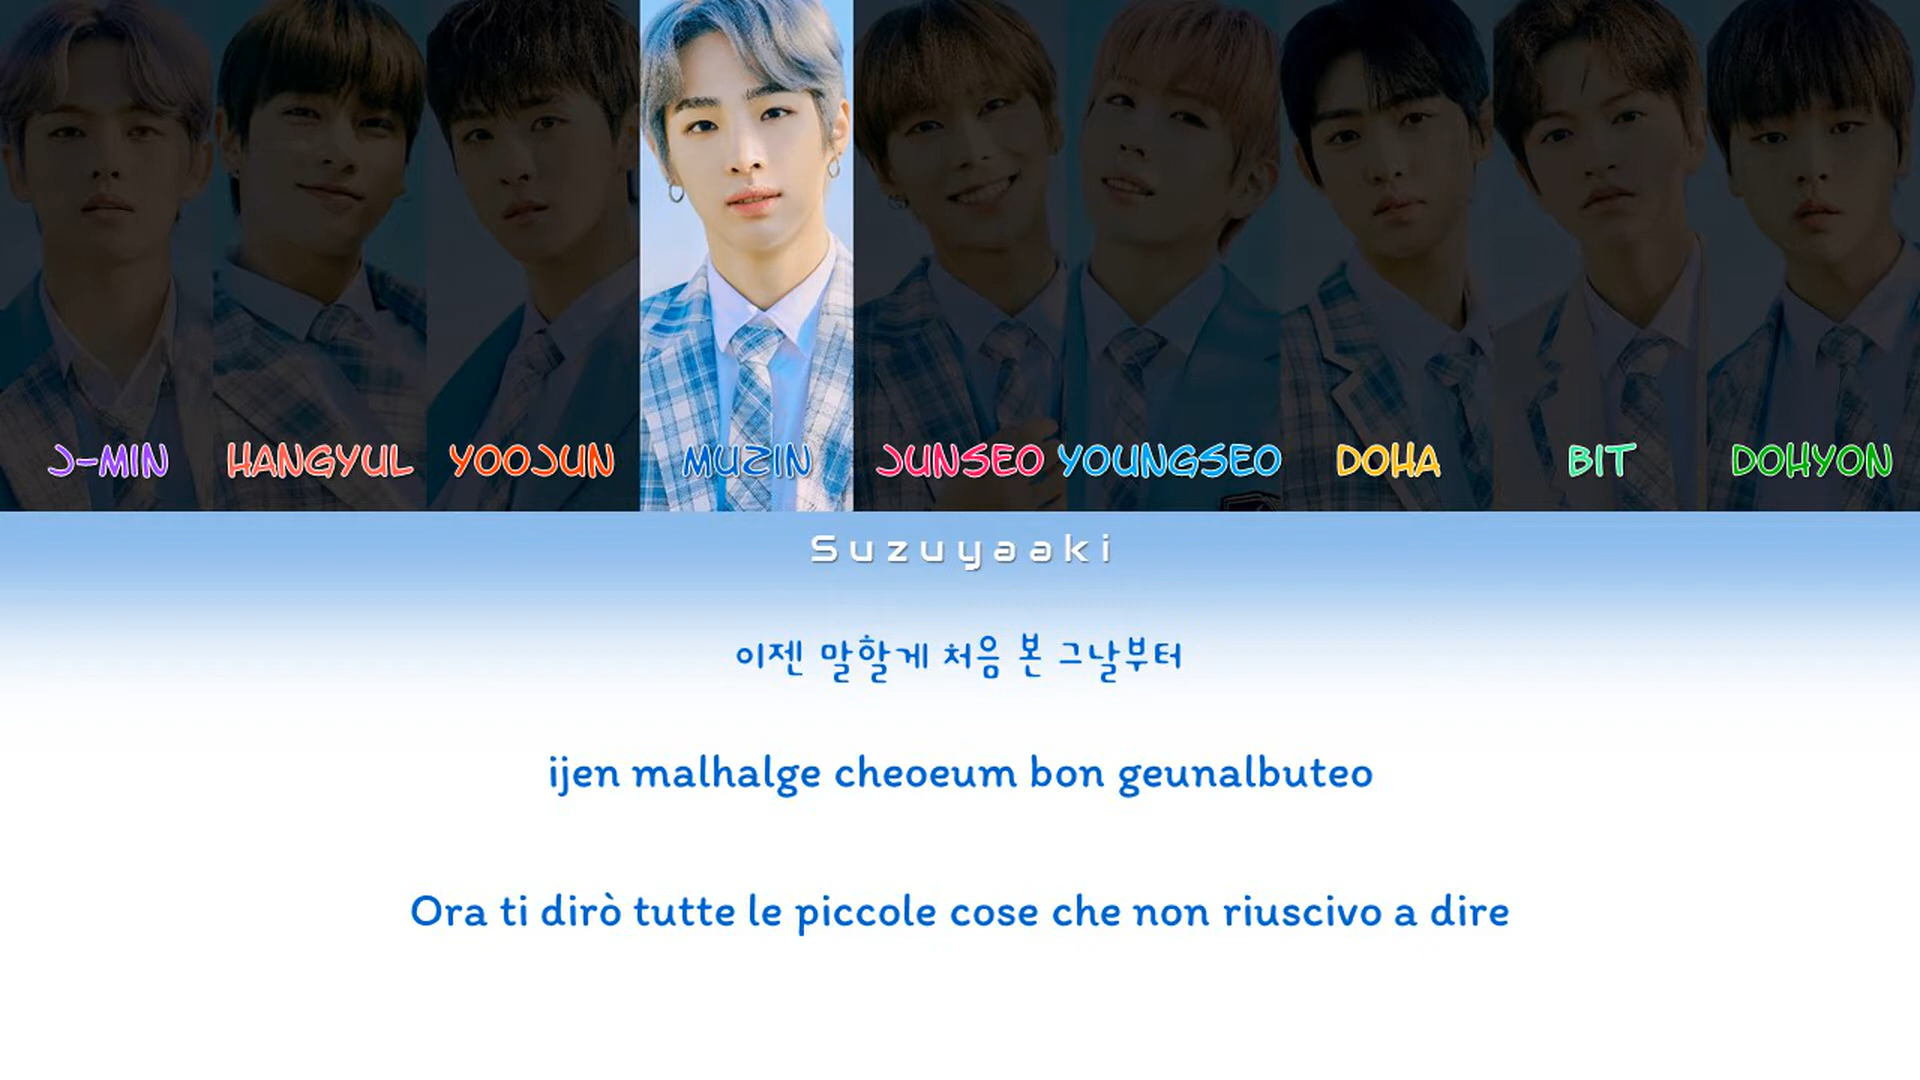 J-MIN HANGYUL YOOJUN MUZIN JUNSEO YOUNGSEO DOHA BIT DOHYON
Suzuyaaki
이젠 말할게 처음 본 그날부터
ijen malhalge cheoeum bon geunalbuteo
Ora ti dirò tutte le piccole cose che non riuscivo a dire